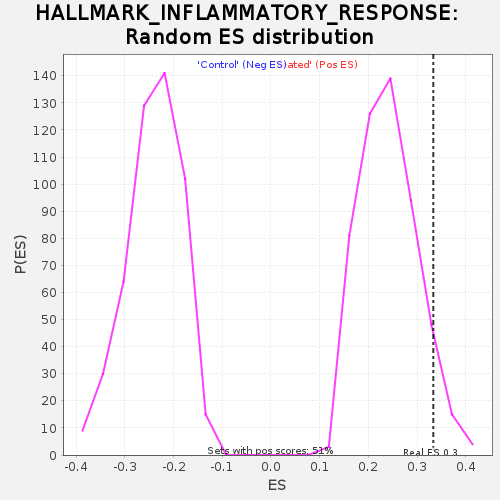 HALLMARK_INFLAMMATORY_RESPONSE:
Random ES distribution
'Control' (Neg ES)ated' (Pos ES)
140
130
120
110
100
90
80
70
60
50
40
30
20
10
0
P(ES)
Sets with pos scores: 51%
Real ES 0.3
-0.4 -0.3 -0.2 -0.1 0.0 0.1 0.2 0.3 0.4
ES